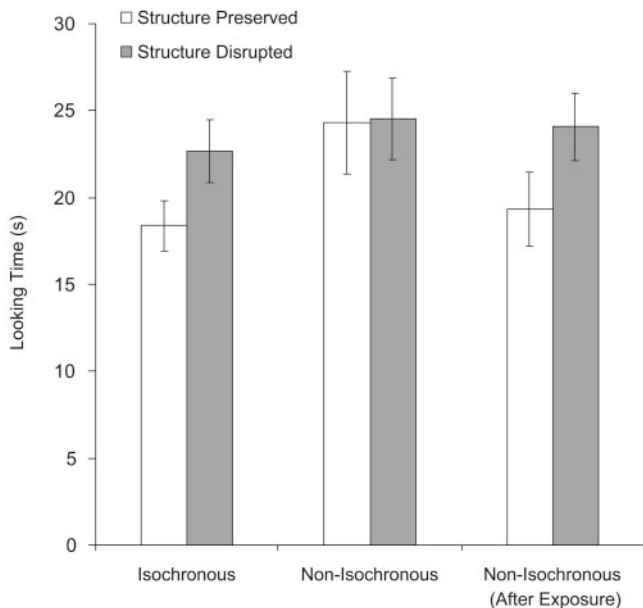 Structure Preserved
Structure Disrupted
30
25
20
15
10
5
0
Looking Time (s)
Isochronous
Non-Isochronous
Non-Isochronous
(After Exposure)